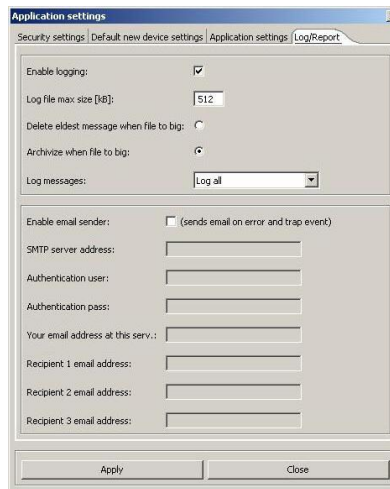 Application settings
Security settings Default new device settings Application settings Log/Report
Enable logging:
Log file max size [kB]: 512
Delete eldest message when file to big:
Archivize when file to big:
Log messages: Log all
Enable email sender: (sends email on error and trap event)
SMTP server address:
Authentication user:
Authentication pass:
Your email address at this serv.:
Recipient 1 email address:
Recipient 2 email address:
Recipient 3 email address:
Apply Close